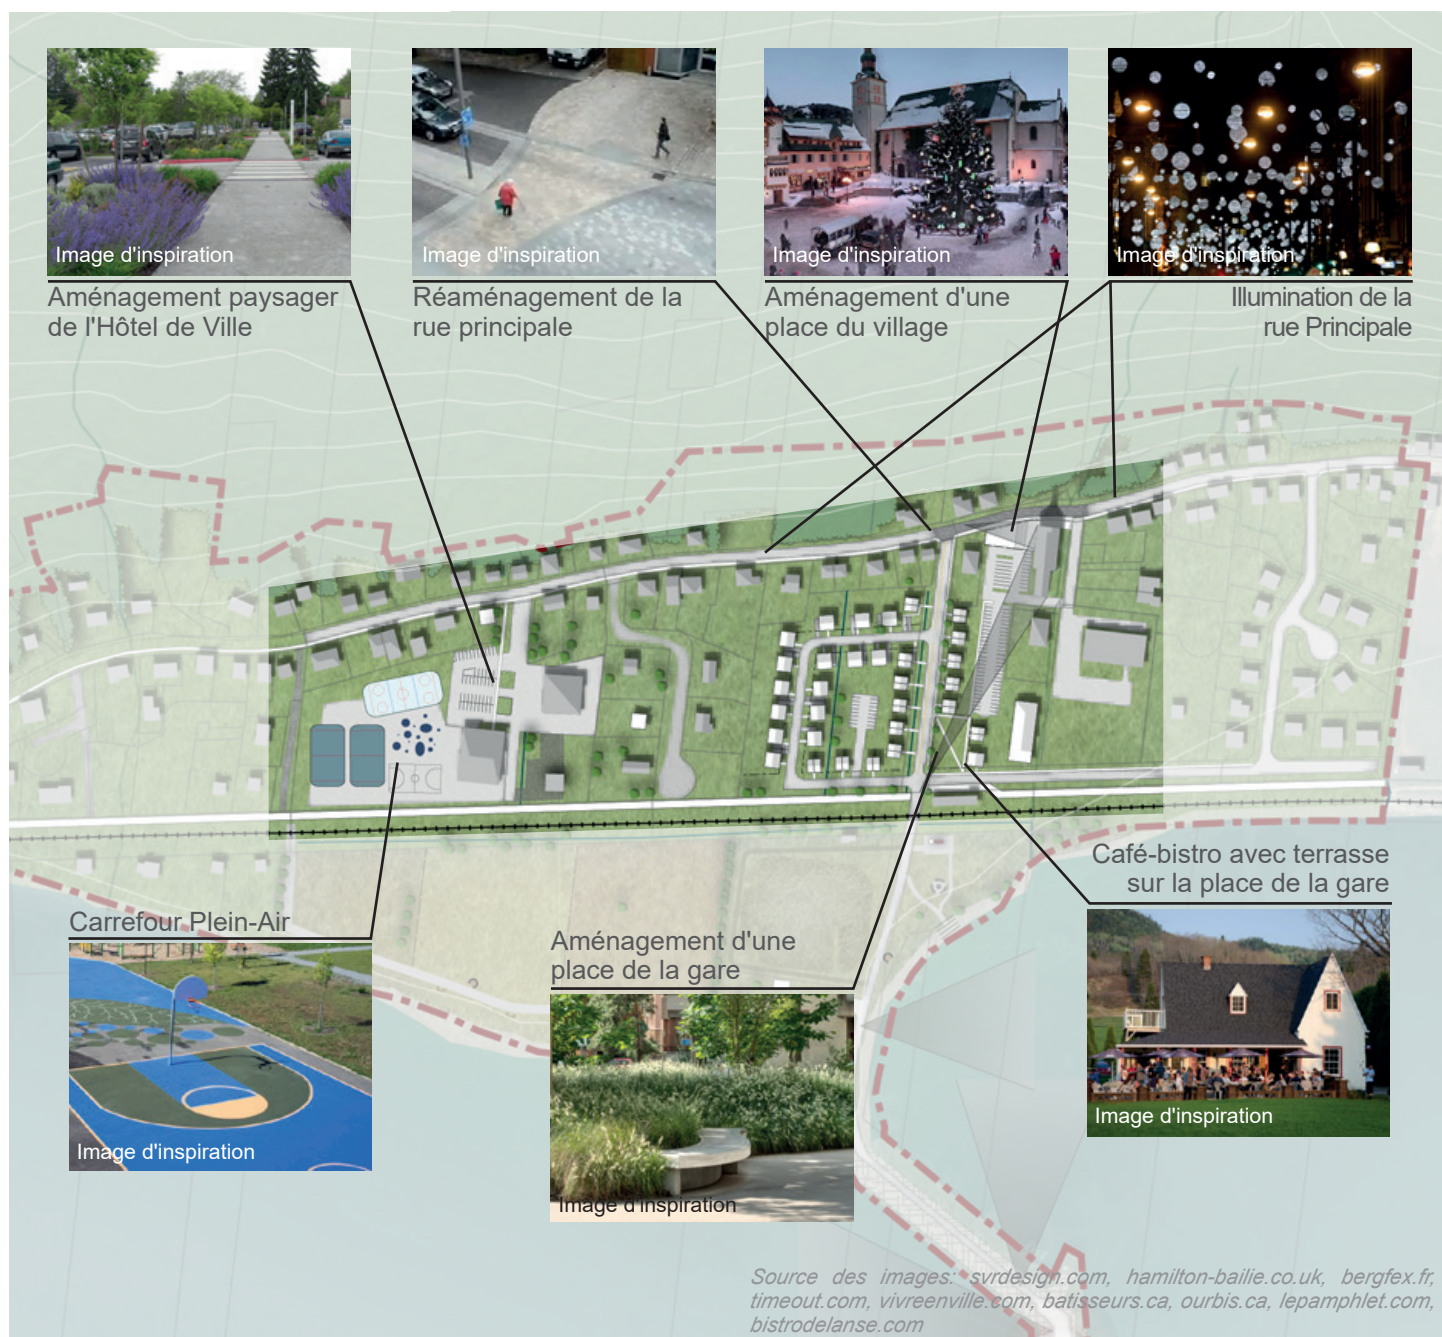 Image d'inspiration
Aménagement paysager
de l'Hôtel de Ville
Image d'inspiration
Réaménagement de la
rue principale
Image d'inspiration
Aménagement d'une
place du village
Image d'inspiration
Illumination de la
rue Principale
Carrefour Plein-Air
Image d'inspiration
Aménagement d'une
place de la gare
Image d'inspiration
Café-bistro avec terrasse
sur la place de la gare
Image d'inspiration
Source des images: svrdesign.com, hamilton-bailie.co.uk, bergfex.fr,
timeout.com, vivreenville.com, batisseurs.ca, ourbis.ca, lepamphlet.com,
bistrodelanse.com